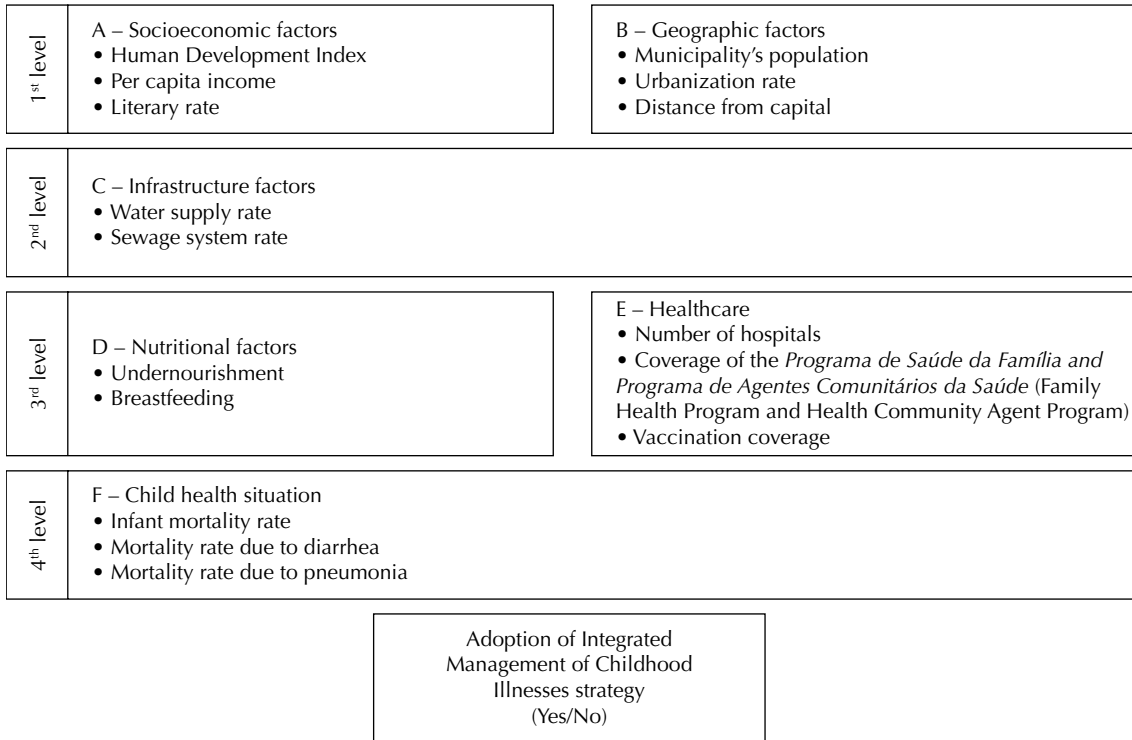 1st level
A – Socioeconomic factors
• Human Development Index
• Per capita income
• Literary rate
B – Geographic factors
• Municipality's population
• Urbanization rate
• Distance from capital
2nd level
C – Infrastructure factors
• Water supply rate
• Sewage system rate
3rd level
D – Nutritional factors
• Undernourishment
• Breastfeeding
E – Healthcare
• Number of hospitals
• Coverage of the Programa de Saúde da Família and
Programa de Agentes Comunitários da Saúde (Family
Health Program and Health Community Agent Program)
• Vaccination coverage
4th level
F – Child health situation
• Infant mortality rate
• Mortality rate due to diarrhea
• Mortality rate due to pneumonia
Adoption of Integrated
Management of Childhood
Illnesses strategy
(Yes/No)